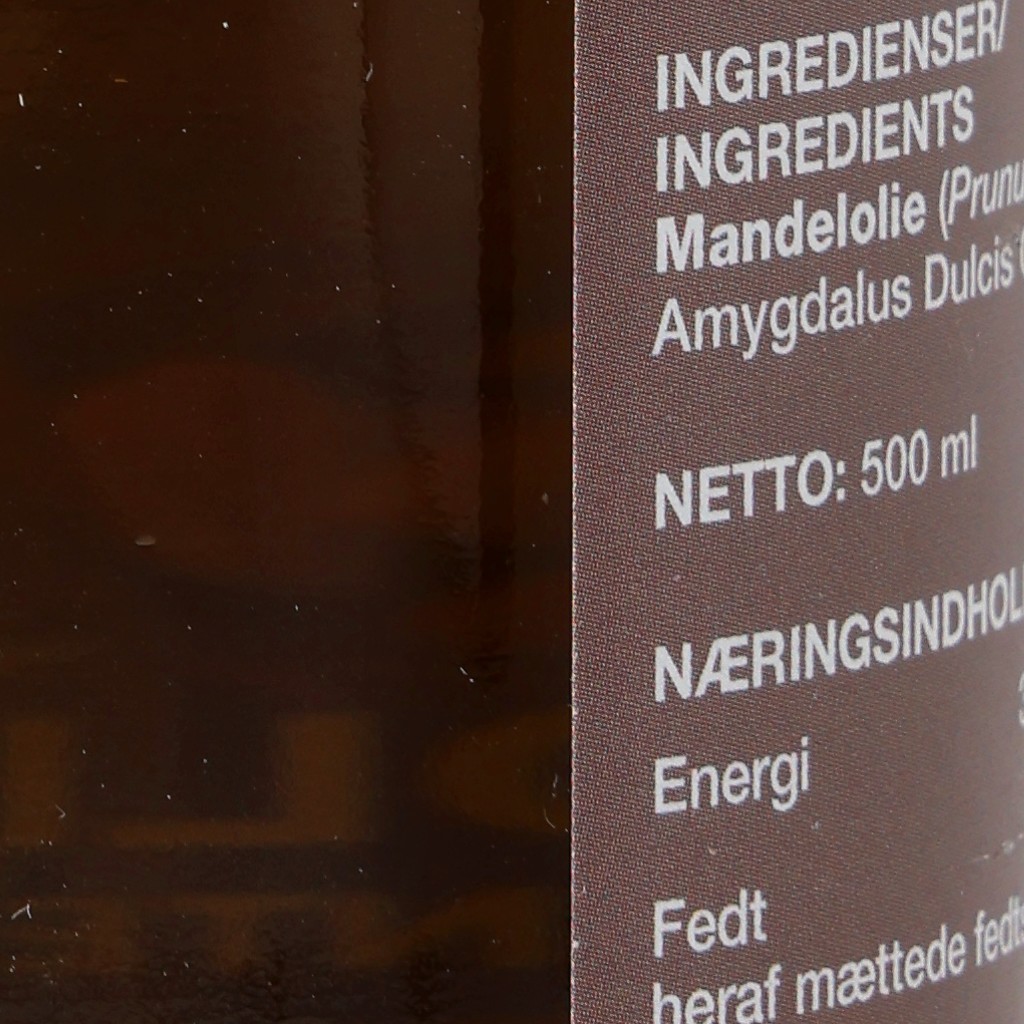 INGREDIENSER/
INGREDIENTS
Mandelolie
Amygdalus Dulcis
NETTO: 500 ml
Energi
Fedt
heraf mættede